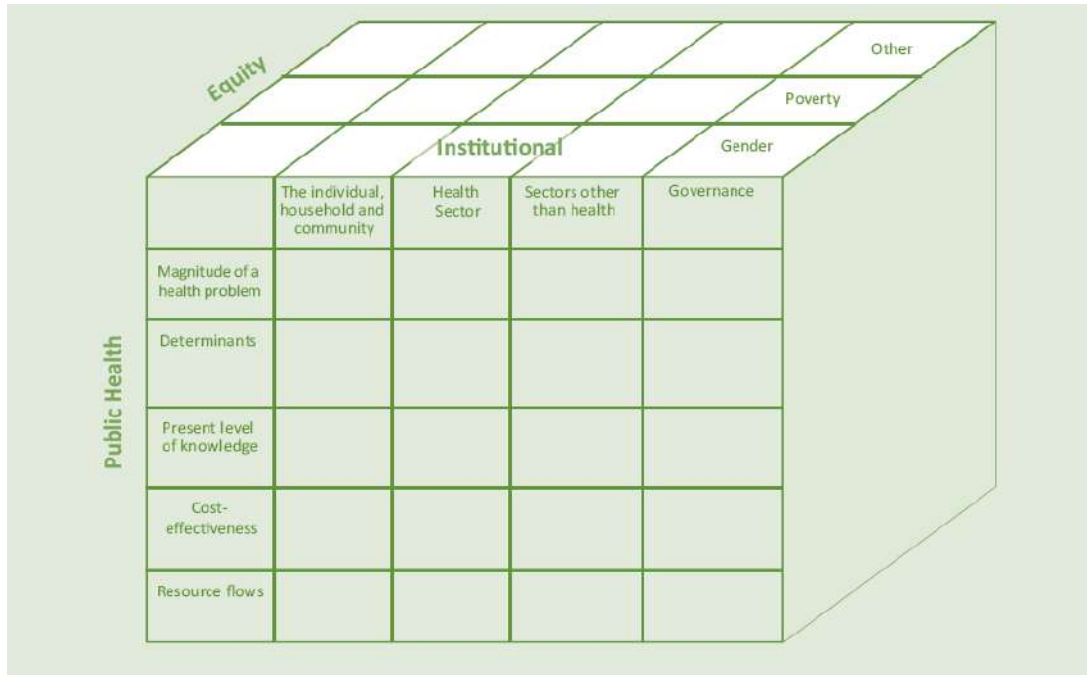 Equity
Other
Poverty
Institutional
Gender
The individual,
household and
community
Health
Sector
Sectors other
than health
Governance
Public Health
Magnitude of a
health problem
Determinants
Present level
of knowledge
Cost-
effectiveness
Resource flows